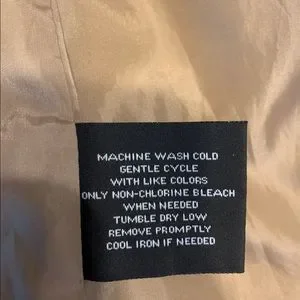 MACHINE WASH COLD
GENTLE CYCLE
WITH LIKE COLORS
ONLY NON-CHLORINE BLEACH
WHEN NEEDED
TUMBLE DRY LOW
REMOVE PROMPTLY
COOL IRON IF NEEDED